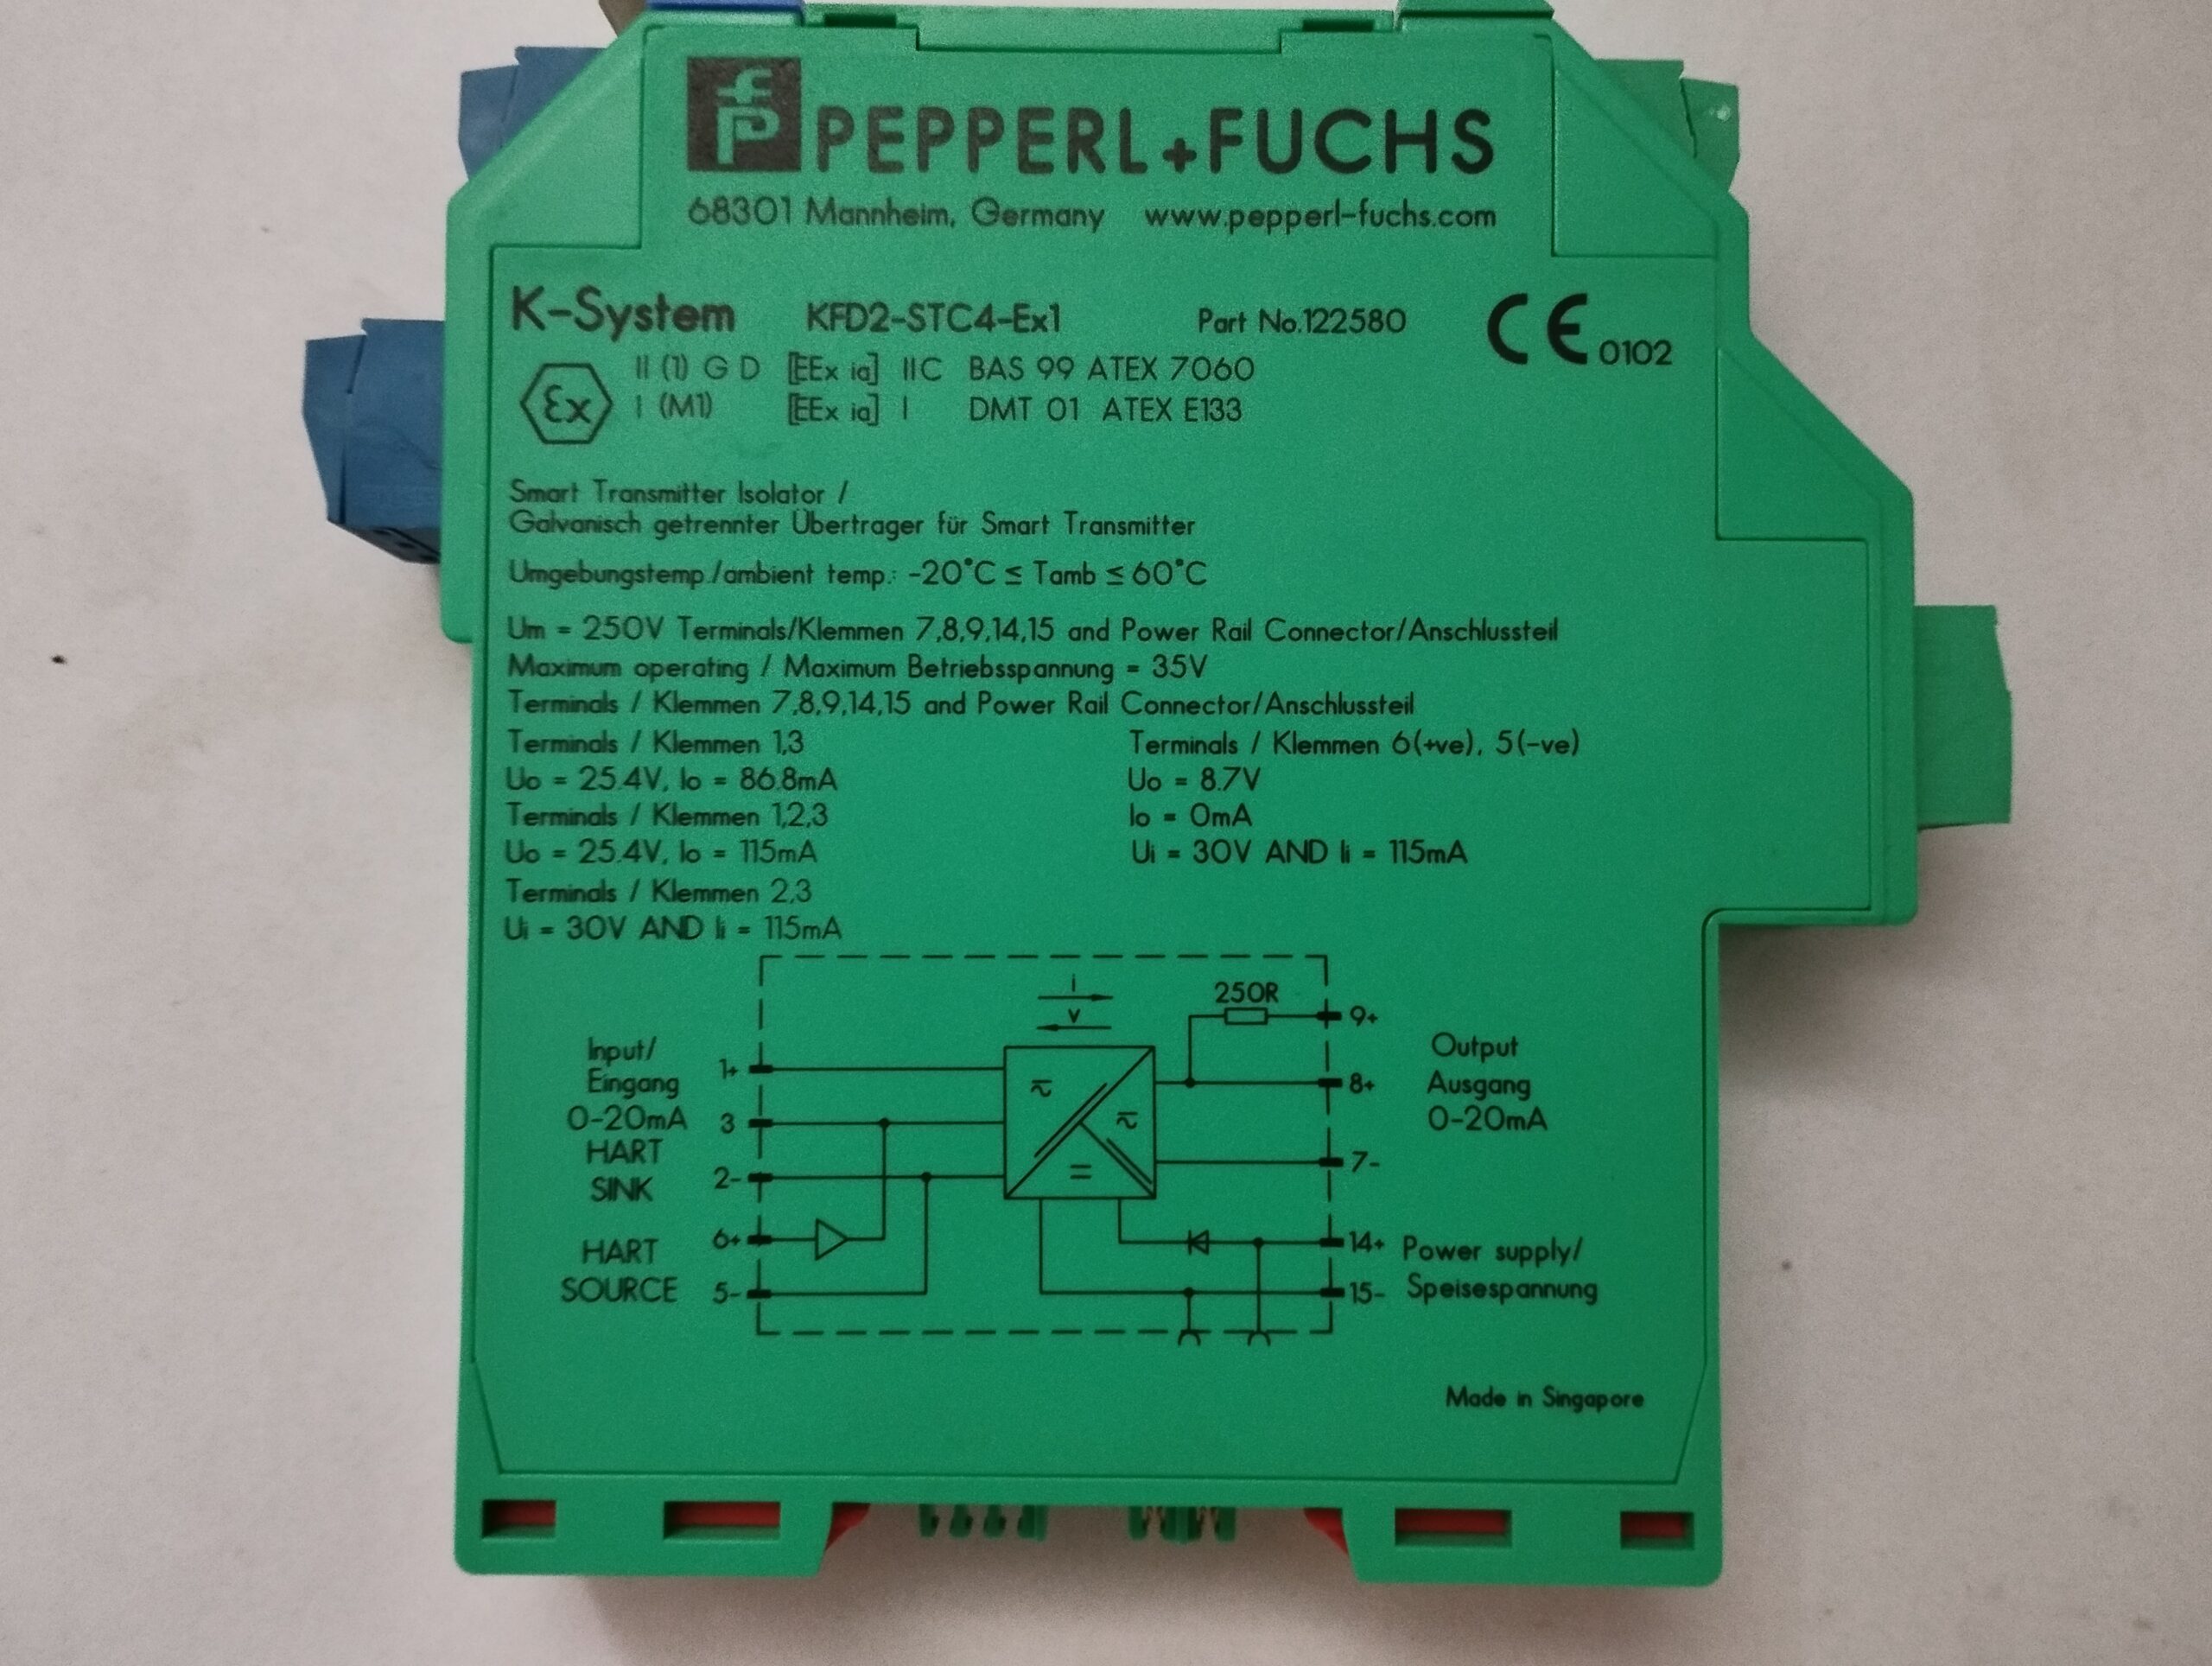 fP PEPPERL+FUCHS
68301 Mannheim, Germany www.pepperl-fuchs.com
K-System KFD2-STC4-Ex1 Part No.122580 CE 0102
Ex II (1) G D [EEx ia] IIC BAS 99 ATEX 7060
I (M1) [EEx ia] I DMT 01 ATEX E133
Smart Transmitter Isolator /
Galvanisch getrennter Übertrager für Smart Transmitter
Umgebungstemp./ambient temp.: -20°C ≤ Tamb ≤ 60°C
Um = 250V Terminals/Klemmen 7,8,9,14,15 and Power Rail Connector/Anschlussteil
Maximum operating / Maximum Betriebsspannung = 35V
Terminals / Klemmen 7,8,9,14,15 and Power Rail Connector/Anschlussteil
Terminals / Klemmen 1,3
Uo = 25.4V, Io = 86.8mA
Terminals / Klemmen 1,2,3
Uo = 25.4V, Io = 115mA
Terminals / Klemmen 2,3
Ui = 30V AND Ii = 115mA
Terminals / Klemmen 6(+ve), 5(-ve)
Uo = 8.7V
Io = 0mA
Ui = 30V AND Ii = 115mA
i
v
250R
Input/
Eingang
0-20mA
HART
SINK
HART
SOURCE
1+
3
2-
6+
5-
9+
8+
7-
14+
15-
Output
Ausgang
0-20mA
Power supply/
Speisespannung
Made in Singapore